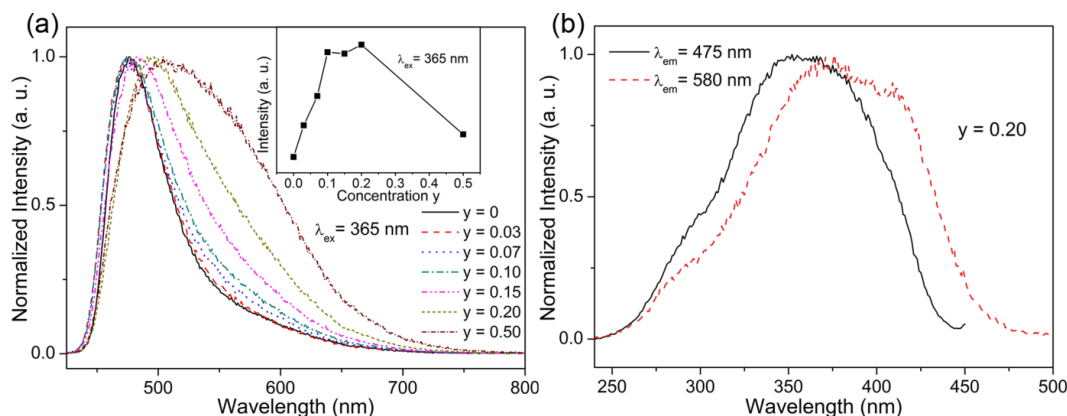 (a)
Normalized Intensity (a. u.)
1.0
0.5
0.0
500
600
700
800
Wavelength (nm)
Intensity (a. u.)
λex = 365 nm
0.0 0.1 0.2 0.3 0.4 0.5
Concentration y
λex = 365 nm
y = 0
y = 0.03
y = 0.07
y = 0.10
y = 0.15
y = 0.20
y = 0.50
(b)
Normalized Intensity (a. u.)
1.0
0.5
0.0
λem = 475 nm
λem = 580 nm
y = 0.20
250 300 350 400 450 500
Wavelength (nm)